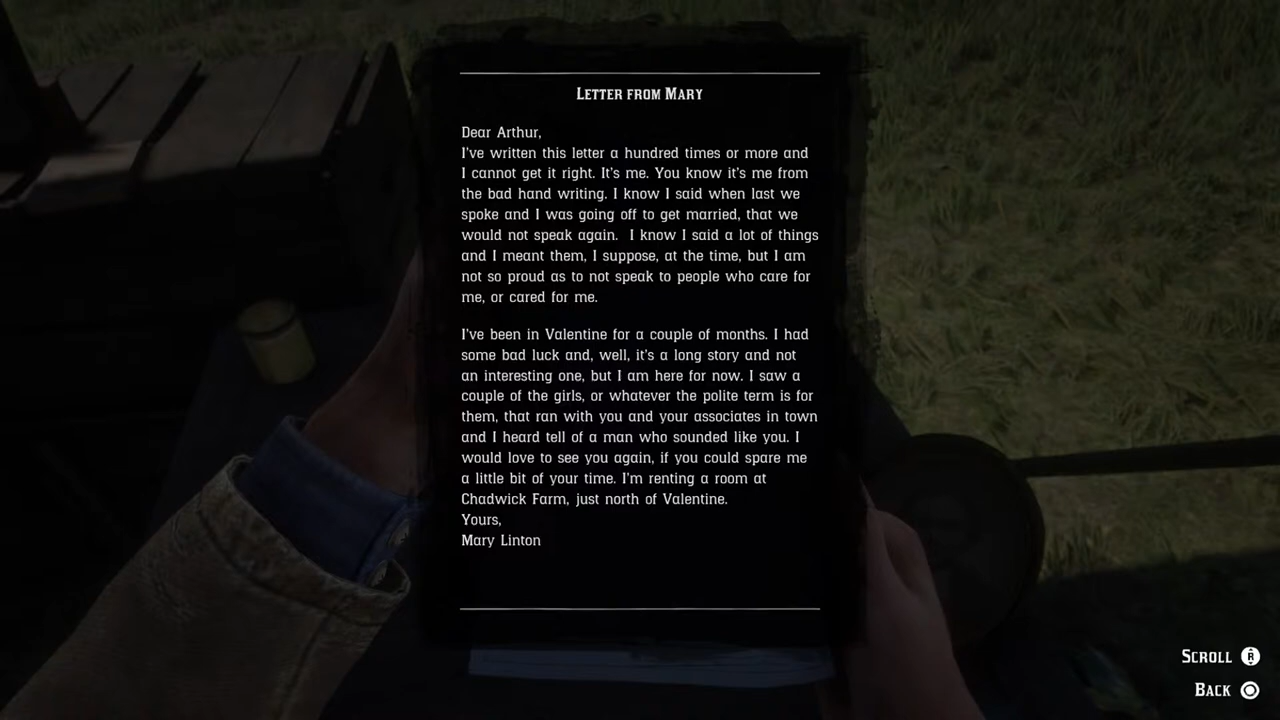 Letter from Mary
Dear Arthur,
I've written this letter a hundred times or more and
I cannot get it right. It's me. You know it's me from
the bad hand writing. I know I said when last we
spoke and I was going off to get married, that we
would not speak again.  I know I said a lot of things
and I meant them, I suppose, at the time, but I am
not so proud as to not speak to people who care for
me, or cared for me.
I've been in Valentine for a couple of months. I had
some bad luck and, well, it's a long story and not
an interesting one, but I am here for now. I saw a
couple of the girls, or whatever the polite term is for
them, that ran with you and your associates in town
and I heard tell of a man who sounded like you. I
would love to see you again, if you could spare me
a little bit of your time. I'm renting a room at
Chadwick Farm, just north of Valentine.
Yours,
Mary Linton
Scroll R
Back